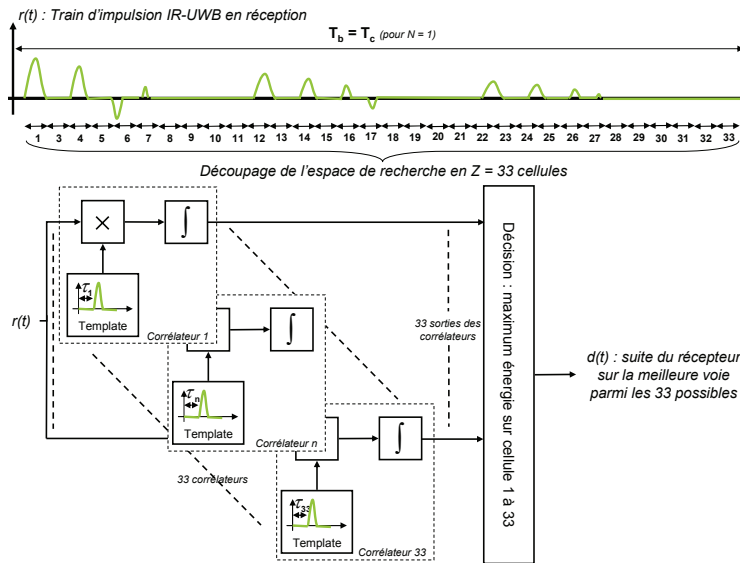 r(t) : Train d'impulsion IR-UWB en réception
T_b = T_c (pour N = 1)
1 3 4 5 6 7 8 9 10 11 12 13 14 15 16 17 18 19 20 21 22 23 24 25 26 27 28 29 30 31 32 33
Découpage de l'espace de recherche en Z = 33 cellules
×
∫
τ_1
Template
Corrélateur 1
r(t)
∫
τ_n
Template
Corrélateur n
∫
τ_33
Template
Corrélateur 33
33 corrélateurs
33 sorties des
corrélateurs
Décision : maximum énergie sur cellule 1 à 33
d(t) : suite du récepteur
sur la meilleure voie
parmi les 33 possibles